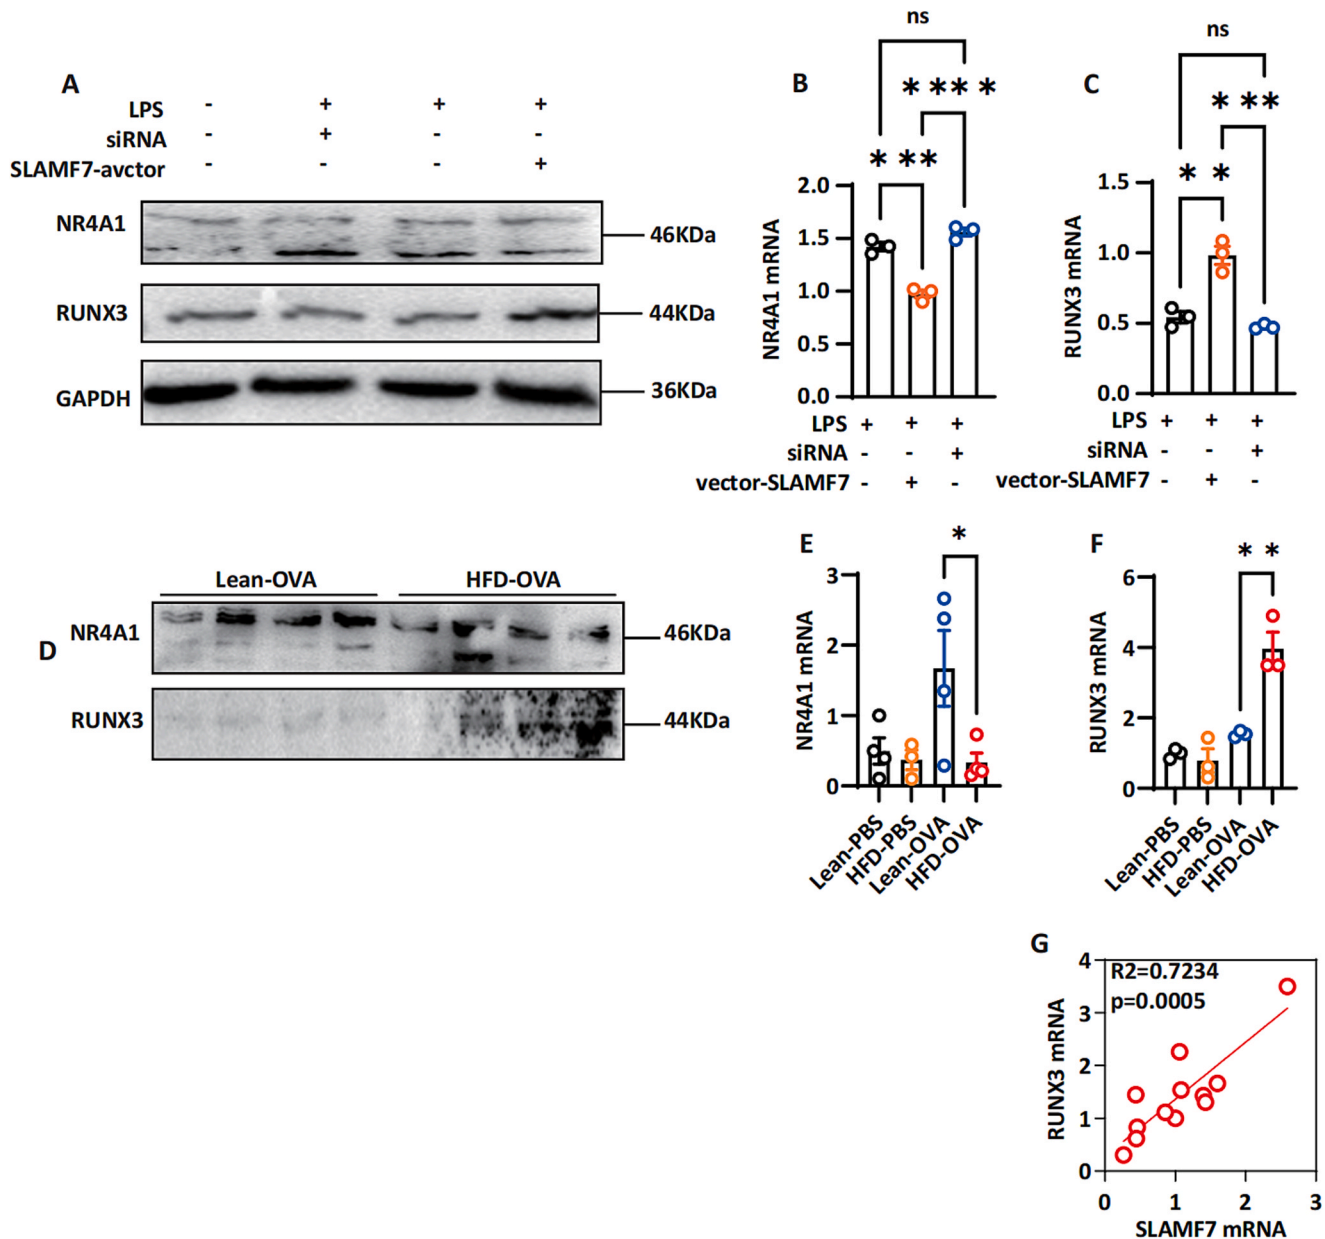 A
LPS - + + +
siRNA - + - -
SLAMF7-avctor - - - +
NR4A1
46KDa
RUNX3
44KDa
GAPDH
36KDa
B
ns
* ** *
* **
2.0
1.5
1.0
0.5
0.0
NR4A1 mRNA
LPS + + +
siRNA - - +
vector-SLAMF7 - + -
C
ns
* **
* *
1.5
1.0
0.5
0.0
RUNX3 mRNA
LPS + + +
siRNA - - +
vector-SLAMF7 - + -
D
Lean-OVA HFD-OVA
NR4A1
46KDa
RUNX3
44KDa
E
*
3
2
1
0
NR4A1 mRNA
Lean-PBS
HFD-PBS
Lean-OVA
HFD-OVA
F
* *
6
4
2
0
RUNX3 mRNA
Lean-PBS
HFD-PBS
Lean-OVA
HFD-OVA
G
R2=0.7234
p=0.0005
4
3
2
1
0
RUNX3 mRNA
0 1 2 3
SLAMF7 mRNA